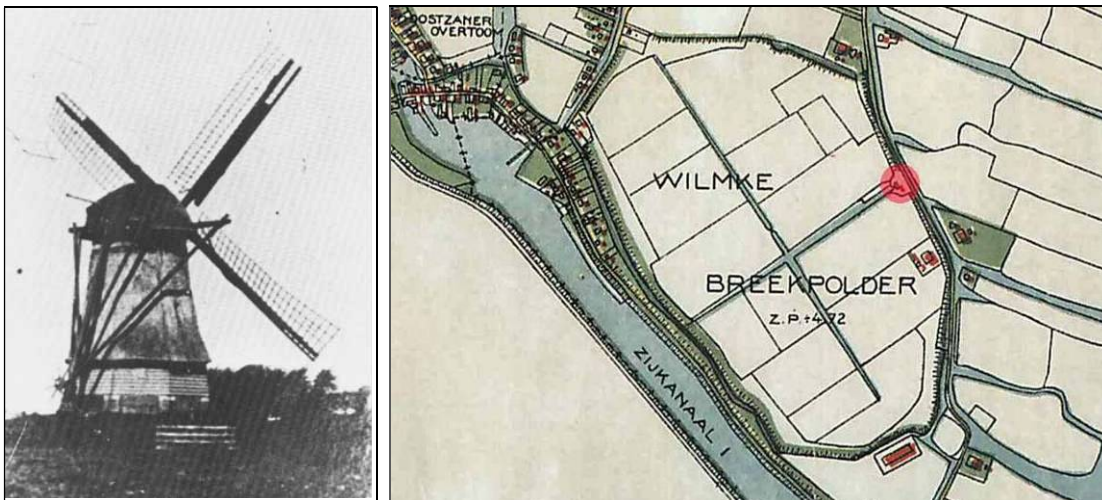 OOSTZANER
OVERTOOM
WILMKE
BREEKPOLDER
Z.P.÷4.72
ZIJKANAAL I